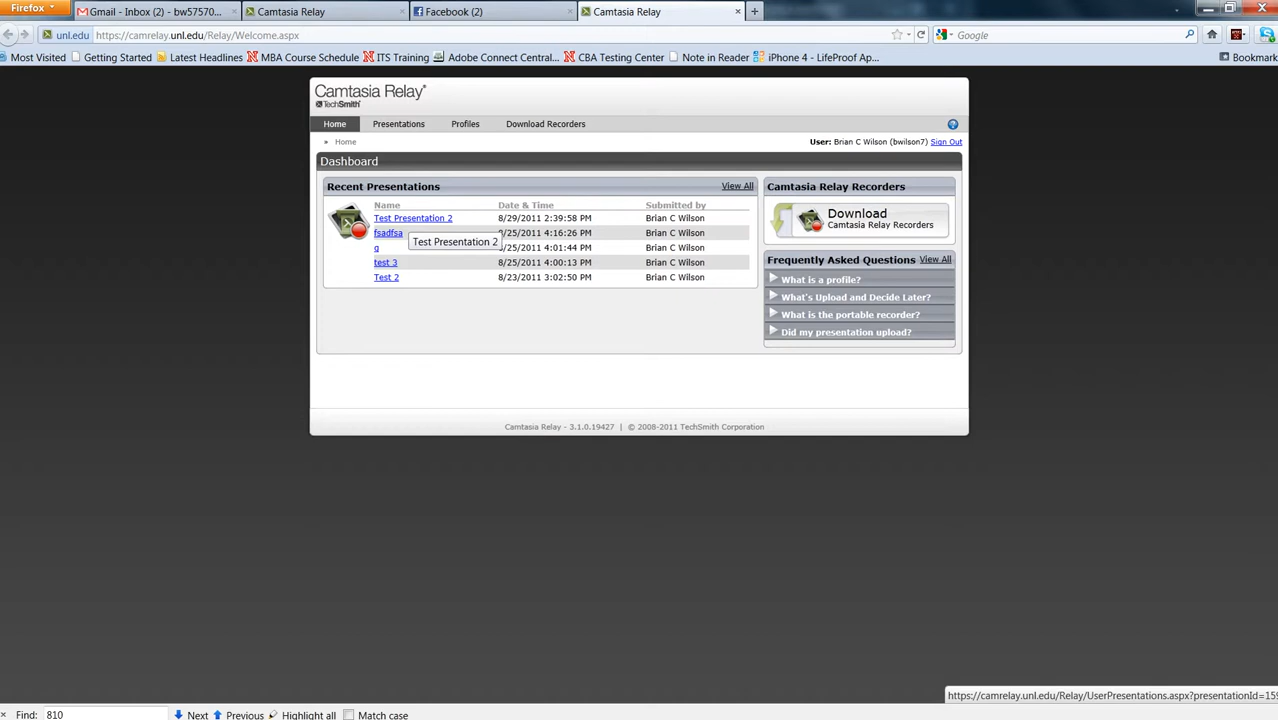 Firefox
Gmail - Inbox (2) - bw57570...
Camtasia Relay
Facebook (2)
Camtasia Relay
unl.edu https://camrelay.unl.edu/Relay/Welcome.aspx
Google
Most Visited Getting Started Latest Headlines MBA Course Schedule ITS Training Adobe Connect Central... CBA Testing Center Note in Reader iPhone 4 - LifeProof Ap... Bookmark
Camtasia Relay®
TechSmith®
Home Presentations Profiles Download Recorders
» Home
User: Brian C Wilson (bwilson7) Sign Out
Dashboard
Recent Presentations View All
Name Date & Time Submitted by
Test Presentation 2 8/29/2011 2:39:58 PM Brian C Wilson
fsadfsa 8/25/2011 4:16:26 PM Brian C Wilson
Test Presentation 2
q 8/25/2011 4:01:44 PM Brian C Wilson
test 3 8/25/2011 4:00:13 PM Brian C Wilson
Test 2 8/23/2011 3:02:50 PM Brian C Wilson
Camtasia Relay Recorders
Download
Camtasia Relay Recorders
Frequently Asked Questions View All
What is a profile?
What's Upload and Decide Later?
What is the portable recorder?
Did my presentation upload?
Camtasia Relay - 3.1.0.19427 | © 2008-2011 TechSmith Corporation
https://camrelay.unl.edu/Relay/UserPresentations.aspx?presentationId=159
Find: 810 Next Previous Highlight all Match case